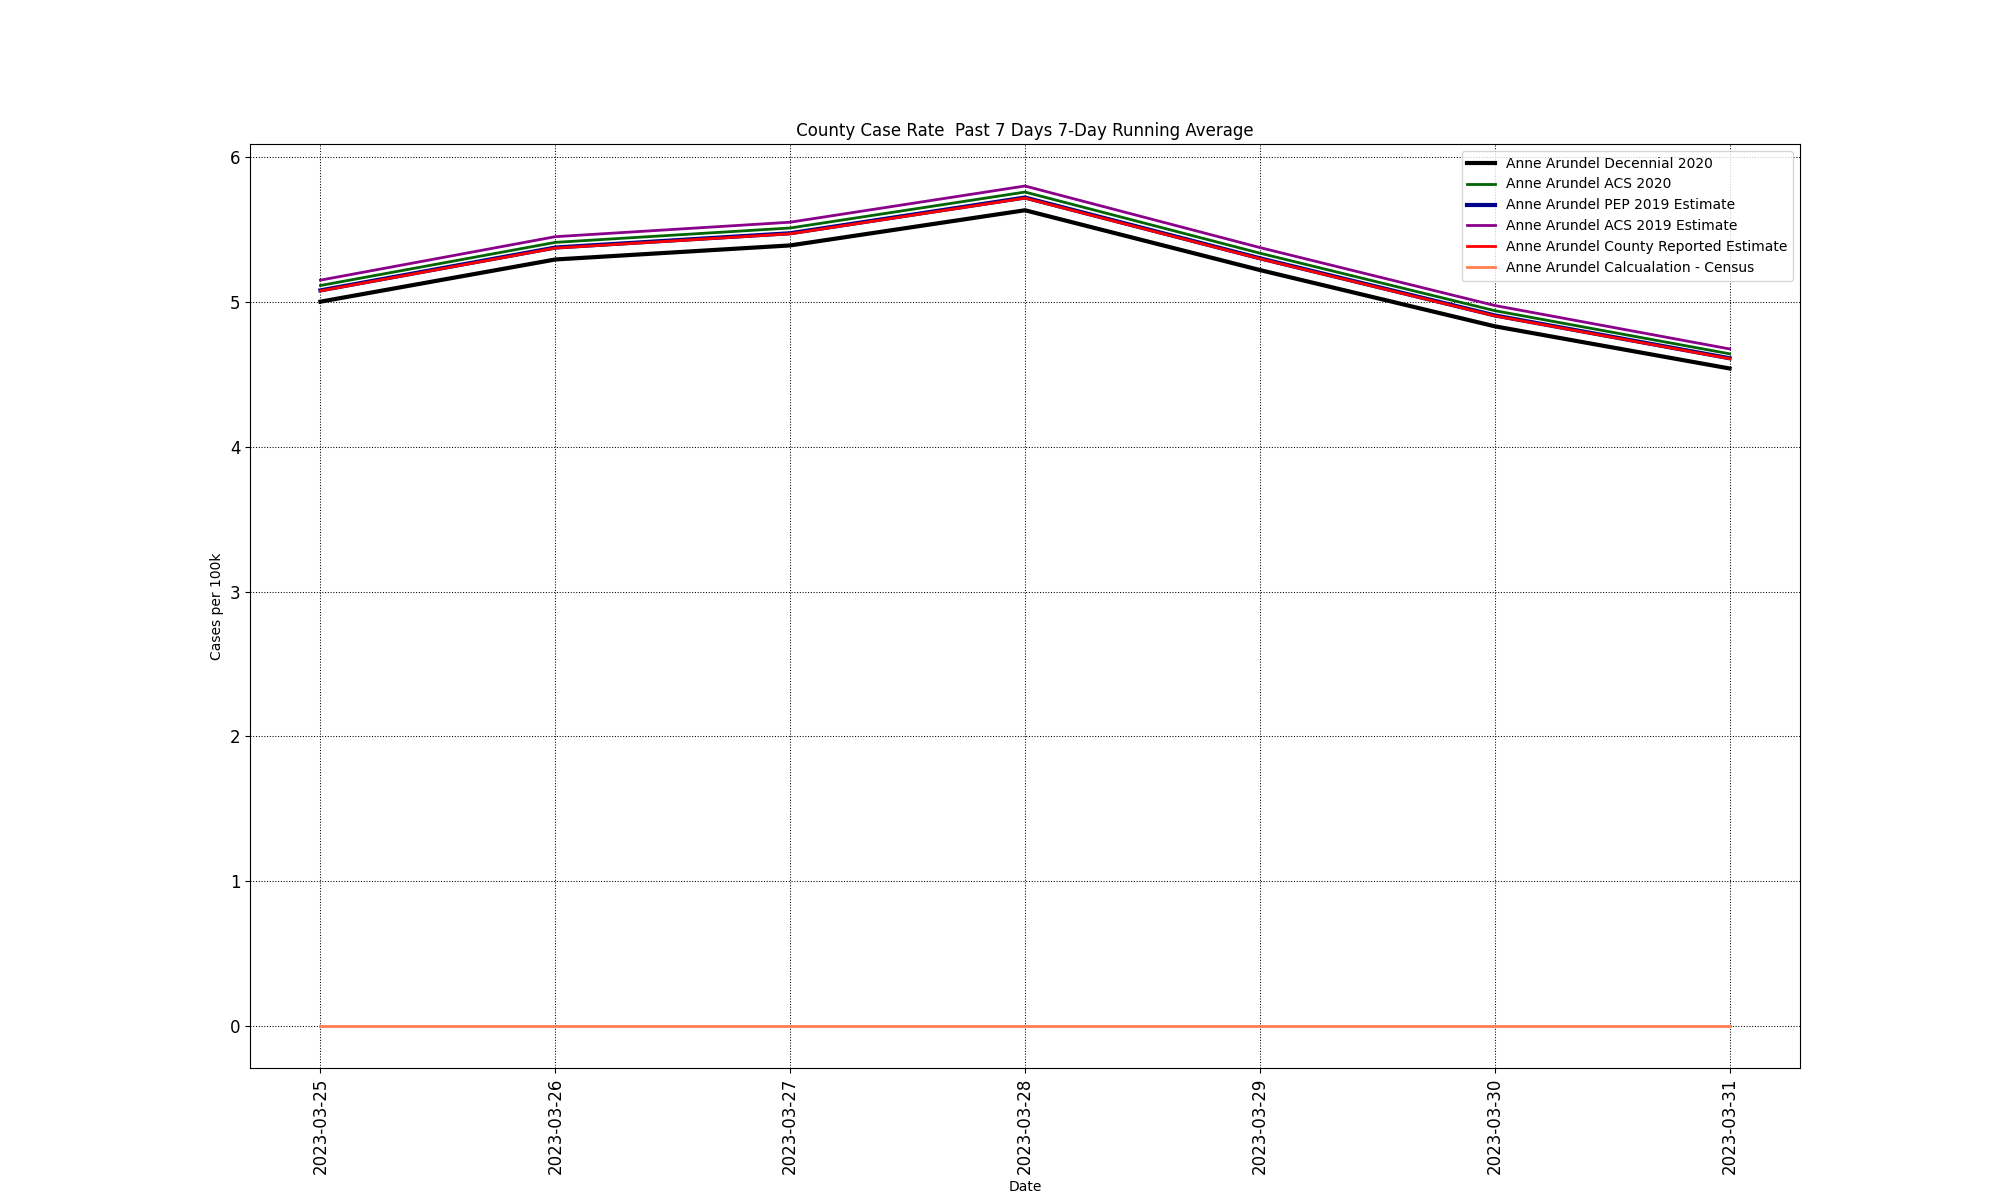 County Case Rate  Past 7 Days 7-Day Running Average
Anne Arundel Decennial 2020
Anne Arundel ACS 2020
Anne Arundel PEP 2019 Estimate
Anne Arundel ACS 2019 Estimate
Anne Arundel County Reported Estimate
Anne Arundel Calcualation - Census
6
5
4
3
2
1
0
Cases per 100k
2023-03-25
2023-03-26
2023-03-27
2023-03-28
2023-03-29
2023-03-30
2023-03-31
Date